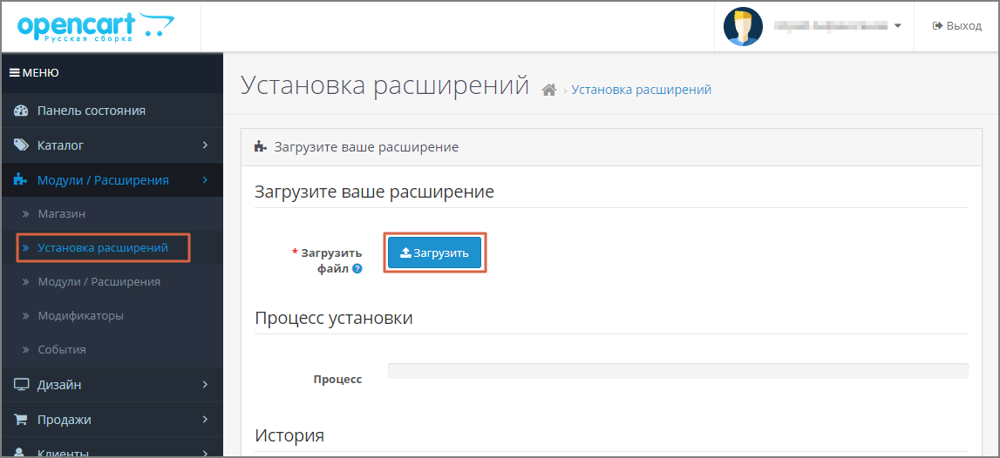 opencart
Русская сборка
Выход
МЕНЮ
Панель состояния
Каталог
Модули / Расширения
Магазин
Установка расширений
Модули / Расширения
Модификаторы
События
Дизайн
Продажи
Клиенты
Установка расширений
› Установка расширений
Загрузите ваше расширение
Загрузите ваше расширение
* Загрузить
файл ?
Загрузить
Процесс установки
Процесс
История